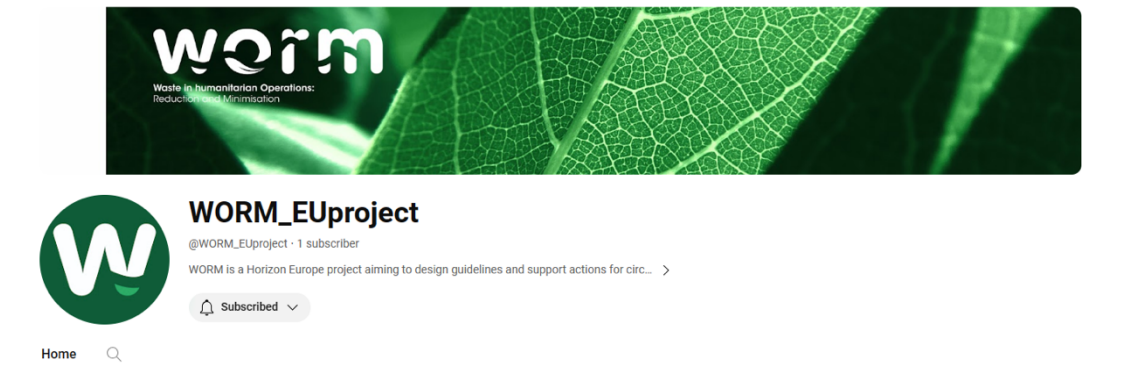 worm
Waste in humanitarian Operations:
Reduction and Minimisation
W
WORM_EUproject
@WORM_EUproject · 1 subscriber
WORM is a Horizon Europe project aiming to design guidelines and support actions for circ...
Subscribed
Home